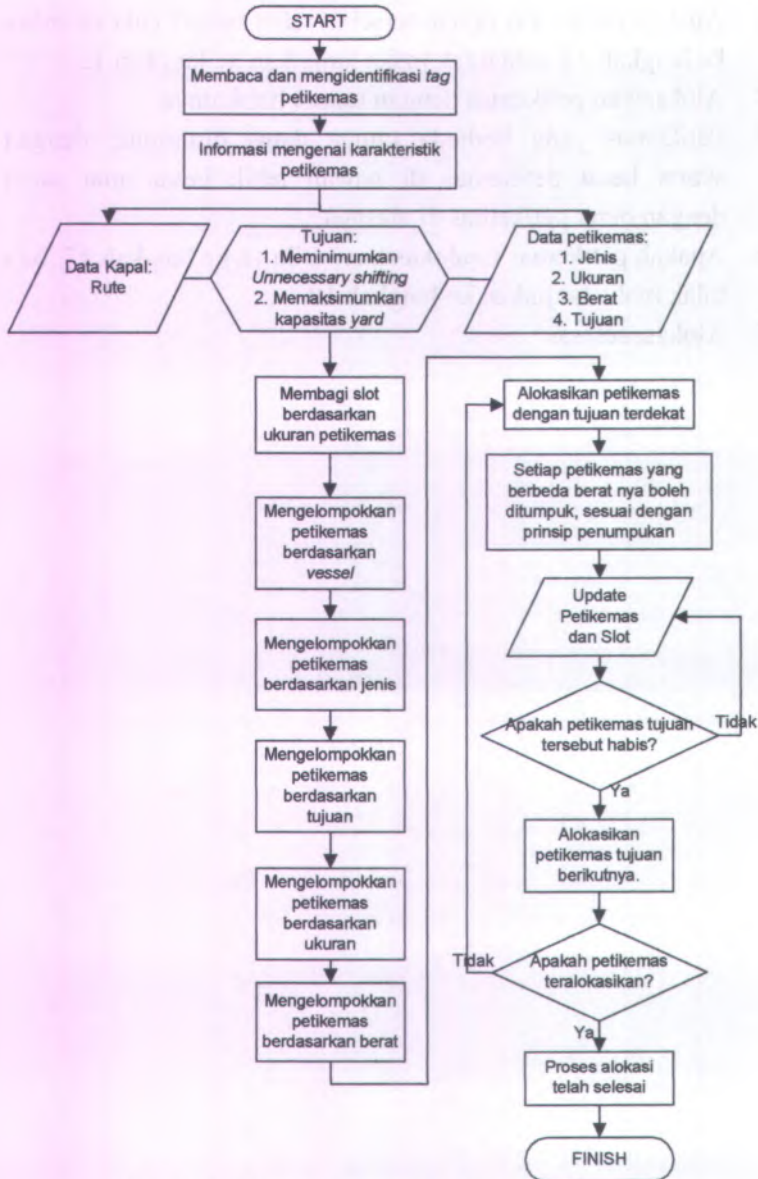 START
Membaca dan mengidentifikasi tag
petikemas
Informasi mengenai karakteristik
petikemas
Data Kapal:
Rute
Tujuan:
1. Meminimumkan
Unnecessary shifting
2. Memaksimumkan
kapasitas yard
Data petikemas:
1. Jenis
2. Ukuran
3. Berat
4. Tujuan
Membagi slot
berdasarkan
ukuran petikemas
Mengelompokkan
petikemas
berdasarkan
vessel
Mengelompokkan
petikemas
berdasarkan jenis
Mengelompokkan
petikemas
berdasarkan
tujuan
Mengelompokkan
petikemas
berdasarkan
ukuran
Mengelompokkan
petikemas
berdasarkan berat
Alokasikan petikemas
dengan tujuan terdekat
Setiap petikemas yang
berbeda berat nya boleh
ditumpuk, sesuai dengan
prinsip penumpukan
Update
Petikemas
dan Slot
Apakah petikemas tujuan
tersebut habis?
Tidak
Ya
Alokasikan
petikemas tujuan
berikutnya.
Tidak
Apakah petikemas
teralokasikan?
Ya
Proses alokasi
telah selesai
FINISH